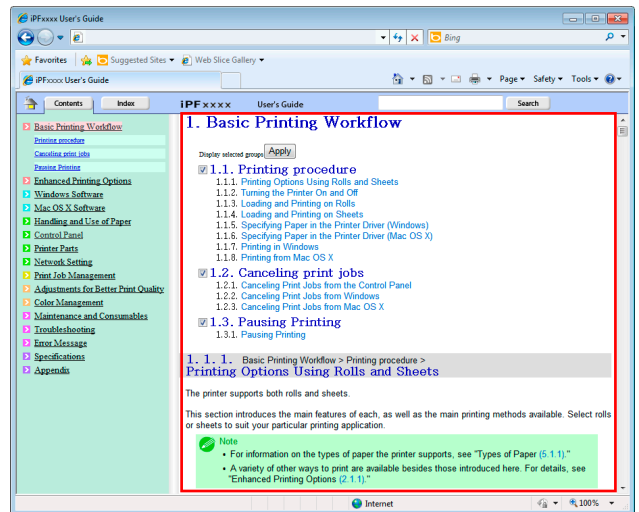 iPFxxxx User's Guide
Bing
Favorites Suggested Sites Web Slice Gallery
iPFxxxx User's Guide Page Safety Tools
Contents Index iPFxxxx User's Guide Search
Basic Printing Workflow
Printing procedure
Canceling print jobs
Pausing Printing
Enhanced Printing Options
Windows Software
Mac OS X Software
Handling and Use of Paper
Control Panel
Printer Parts
Network Setting
Print Job Management
Adjustments for Better Print Quality
Color Management
Maintenance and Consumables
Troubleshooting
Error Message
Specifications
Appendix
1. Basic Printing Workflow
Display selected groups Apply
1.1. Printing procedure
1.1.1. Printing Options Using Rolls and Sheets
1.1.2. Turning the Printer On and Off
1.1.3. Loading and Printing on Rolls
1.1.4. Loading and Printing on Sheets
1.1.5. Specifying Paper in the Printer Driver (Windows)
1.1.6. Specifying Paper in the Printer Driver (Mac OS X)
1.1.7. Printing in Windows
1.1.8. Printing from Mac OS X
1.2. Canceling print jobs
1.2.1. Canceling Print Jobs from the Control Panel
1.2.2. Canceling Print Jobs from Windows
1.2.3. Canceling Print Jobs from Mac OS X
1.3. Pausing Printing
1.3.1. Pausing Printing
1. 1. 1. Basic Printing Workflow > Printing procedure >
Printing Options Using Rolls and Sheets
The printer supports both rolls and sheets.
This section introduces the main features of each, as well as the main printing methods available. Select rolls
or sheets to suit your particular printing application.
Note
• For information on the types of paper the printer supports, see "Types of Paper (5.1.1)."
• A variety of other ways to print are available besides those introduced here. For details, see
"Enhanced Printing Options (2.1.1)."
Internet 100%